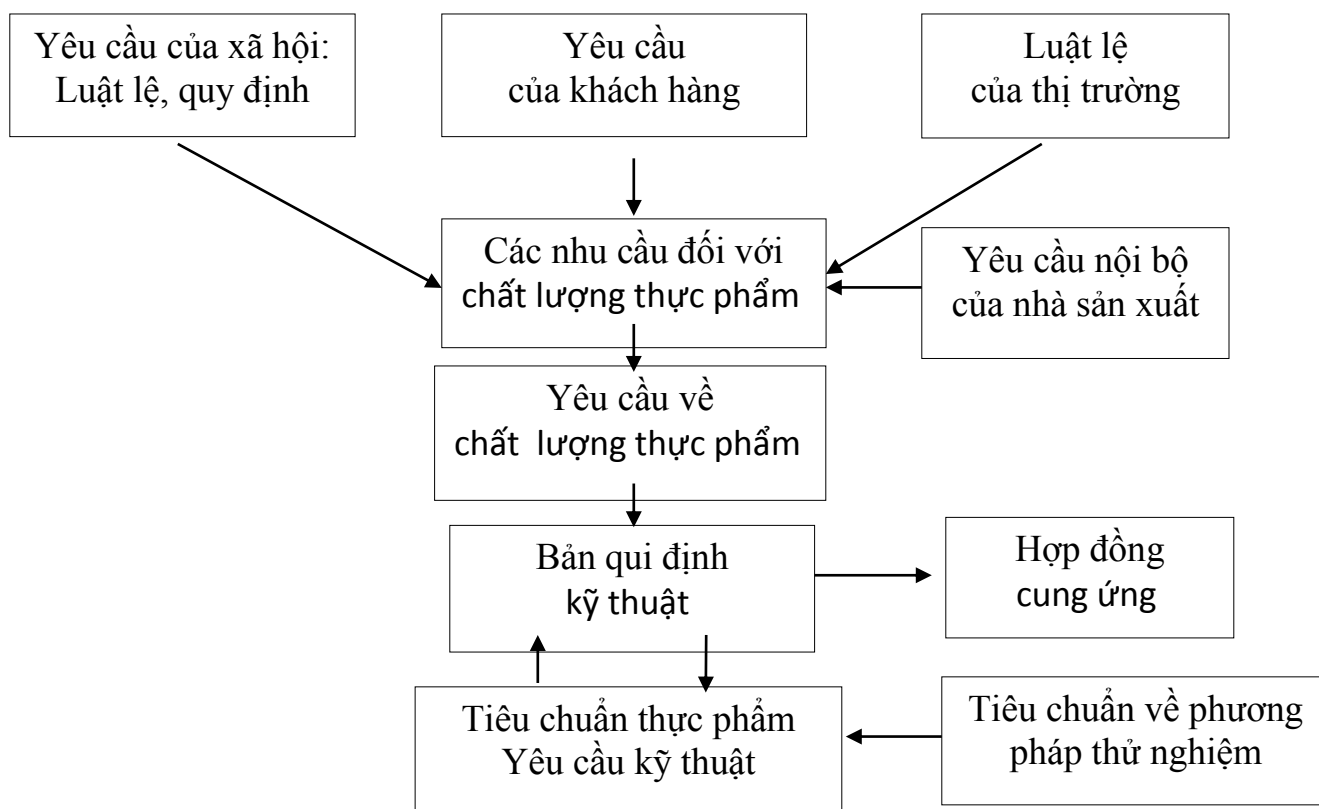 Yêu cầu của xã hội:
Luật lệ, quy định
Yêu cầu
của khách hàng
Luật lệ
của thị trường
Các nhu cầu đối với
chất lượng thực phẩm
Yêu cầu nội bộ
của nhà sản xuất
Yêu cầu về
chất lượng thực phẩm
Bản qui định
kỹ thuật
Hợp đồng
cung ứng
Tiêu chuẩn thực phẩm
Yêu cầu kỹ thuật
Tiêu chuẩn về phương
pháp thử nghiệm